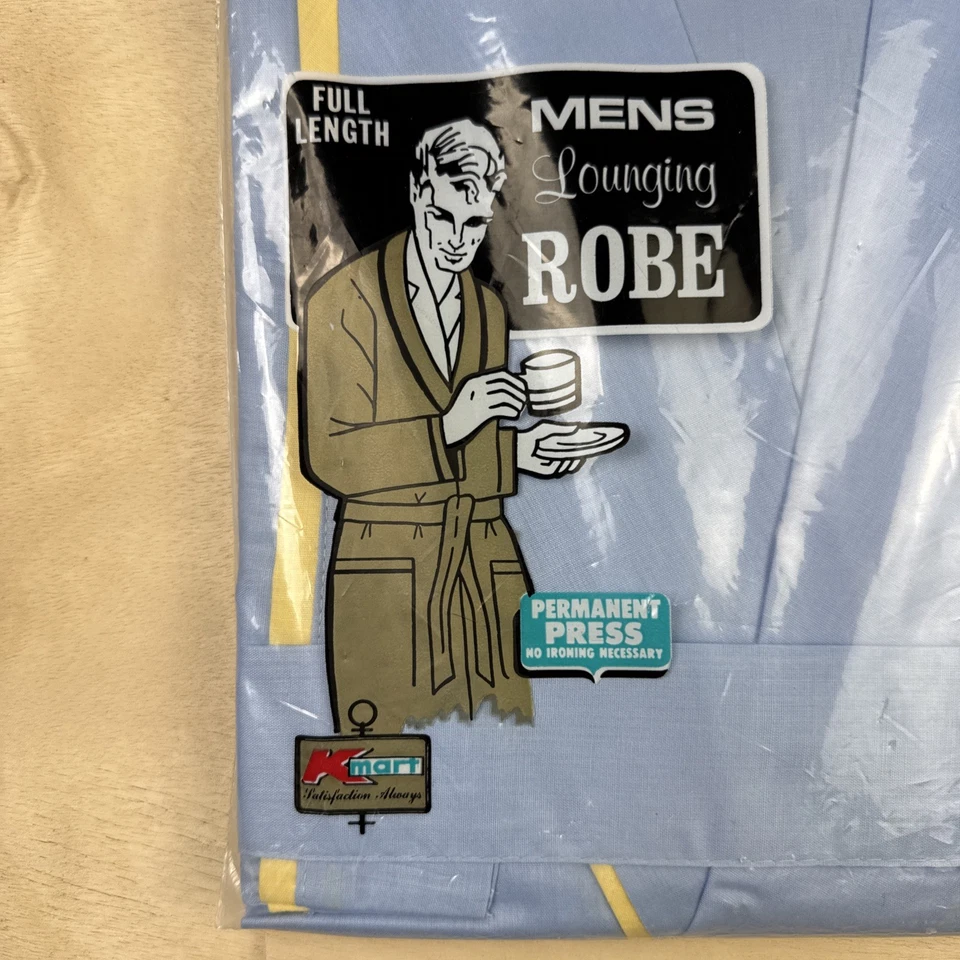 FULL
LENGTH
MENS
Lounging
ROBE
PERMANENT
PRESS
NO IRONING NECESSARY
Kmart
Satisfaction Always